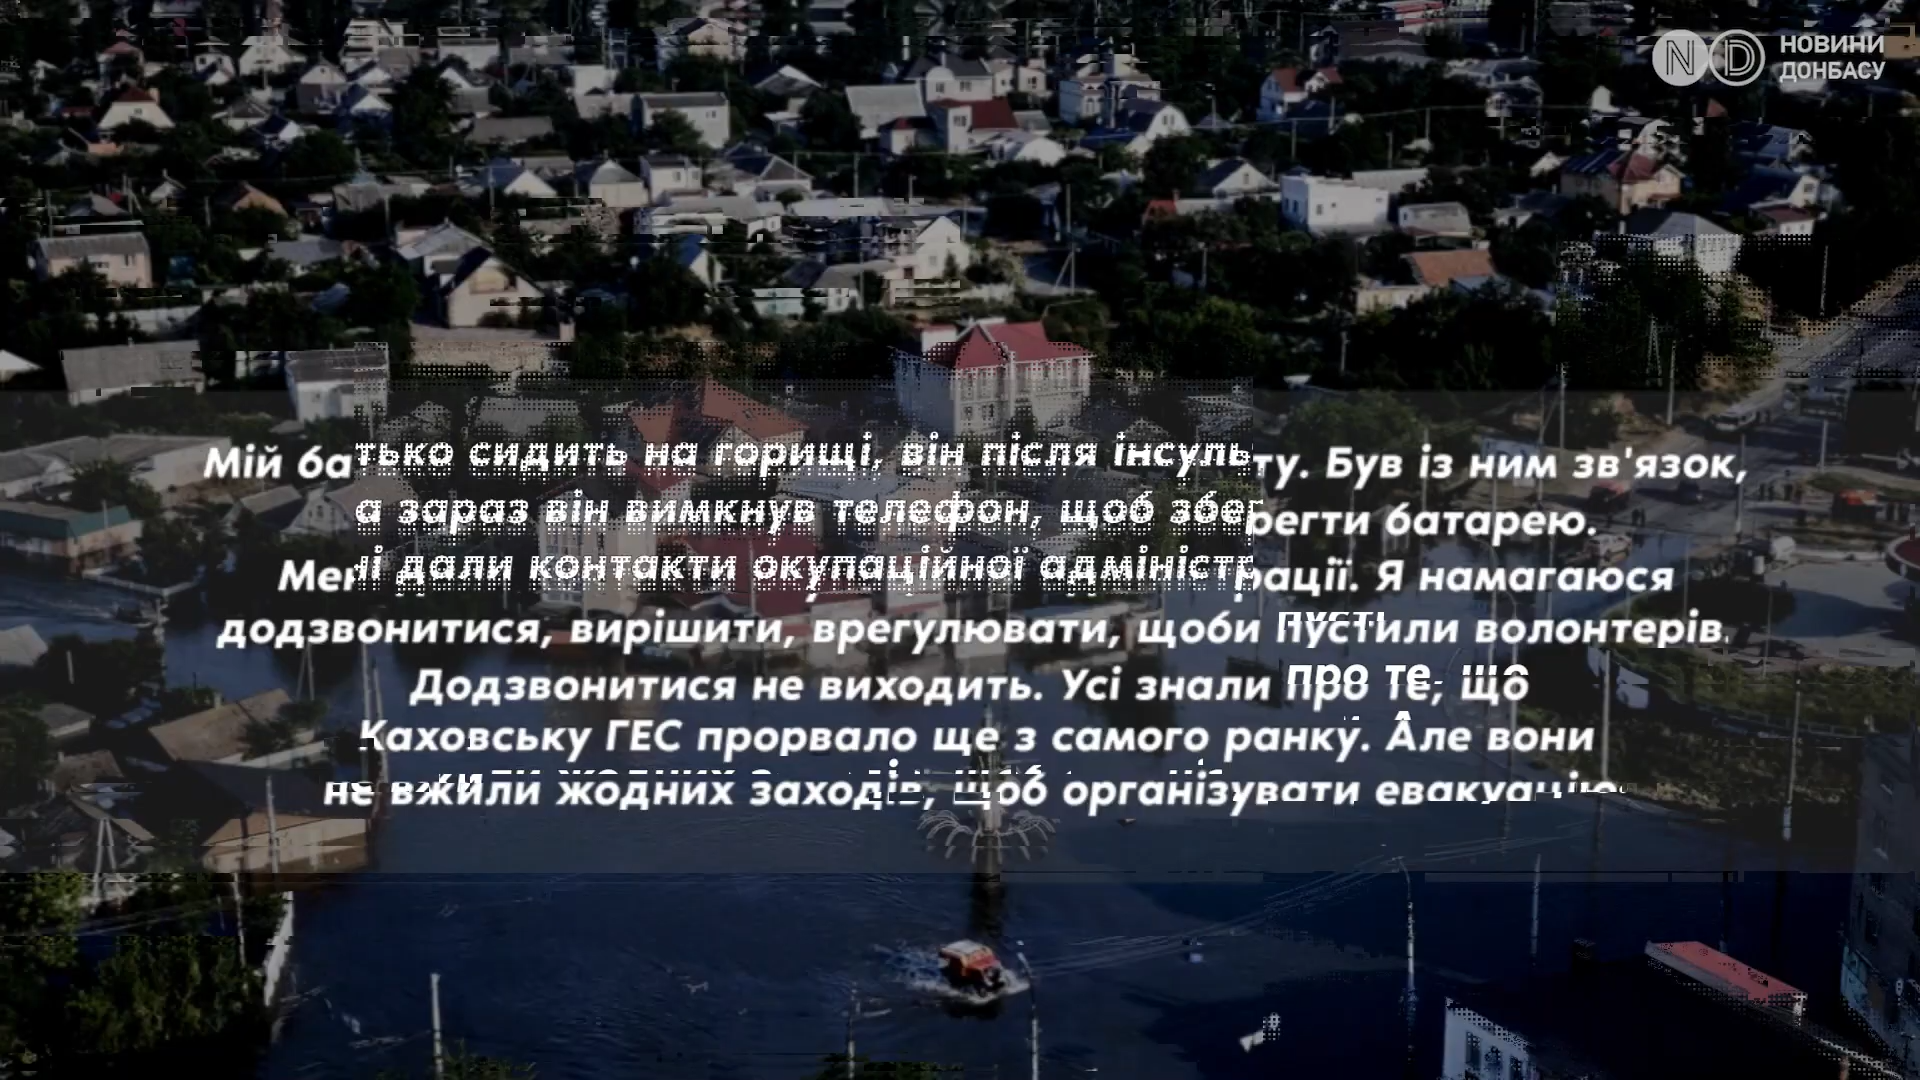 НОВИНИ
ДОНБАСУ
Мій батько сидить на горищі, він після інсульту. Був із ним зв'язок,
а зараз він вимкнув телефон, щоб зберегти батарею.
Мені дали контакти окупаційної адміністрації. Я намагаюся
додзвонитися, вирішити, врегулювати, щоби пустили волонтерів.
Додзвонитися не виходить. Усі знали про те, що
Каховську ГЕС прорвало ще з самого ранку. Але вони
не вжили жодних заходів, щоб організувати евакуацію.